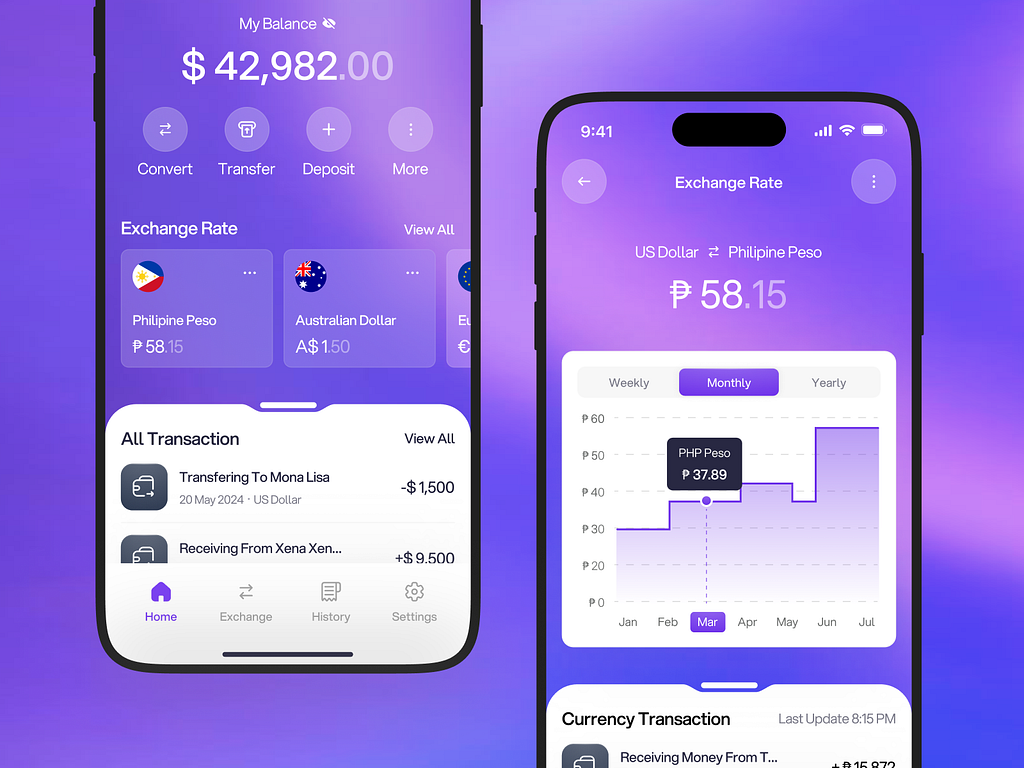 My Balance
$ 42,982.00
Convert
Transfer
Deposit
More
Exchange Rate
View All
Philipine Peso
₱ 58.15
Australian Dollar
A$ 1.50
Eu
€
All Transaction
View All
Transfering To Mona Lisa
-$ 1,500
20 May 2024 · US Dollar
Receiving From Xena Xen...
+$ 9,500
Home
Exchange
History
Settings
9:41
Exchange Rate
US Dollar ⇄ Philipine Peso
₱ 58.15
Weekly
Monthly
Yearly
₱ 60
₱ 50
₱ 40
₱ 30
₱ 20
₱ 0
PHP Peso
₱ 37.89
Jan
Feb
Mar
Apr
May
Jun
Jul
Currency Transaction
Last Update 8:15 PM
Receiving Money From T...
+ ₱ 15,872